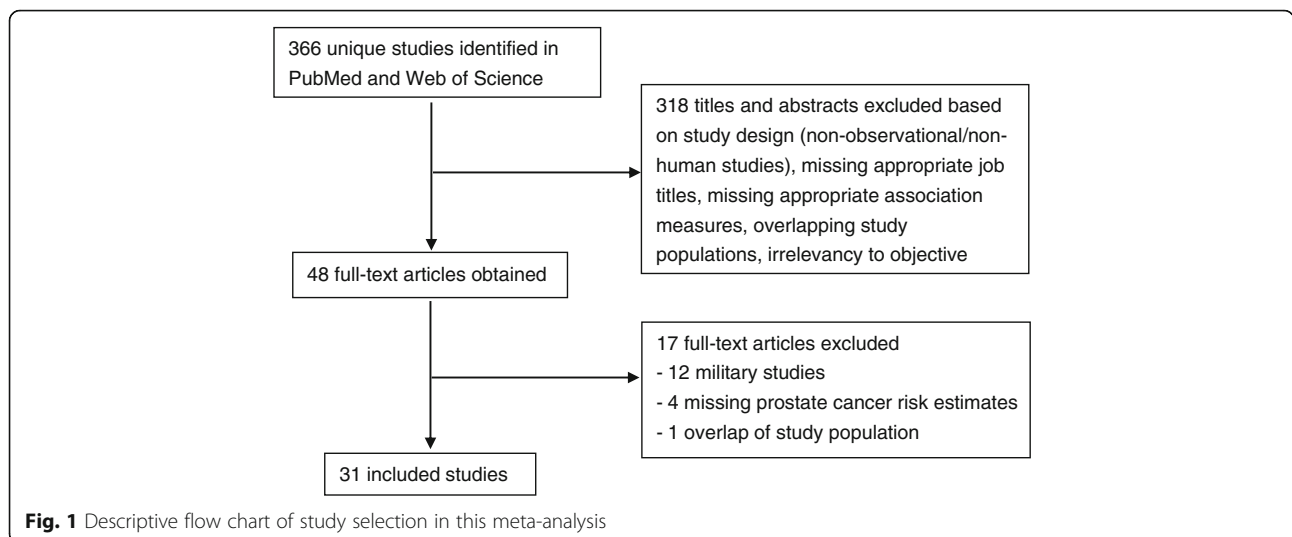 366 unique studies identified in
PubMed and Web of Science
318 titles and abstracts excluded based
on study design (non-observational/non-
human studies), missing appropriate job
titles, missing appropriate association
measures, overlapping study
populations, irrelevancy to objective
48 full-text articles obtained
17 full-text articles excluded
- 12 military studies
- 4 missing prostate cancer risk estimates
- 1 overlap of study population
31 included studies
Fig. 1 Descriptive flow chart of study selection in this meta-analysis